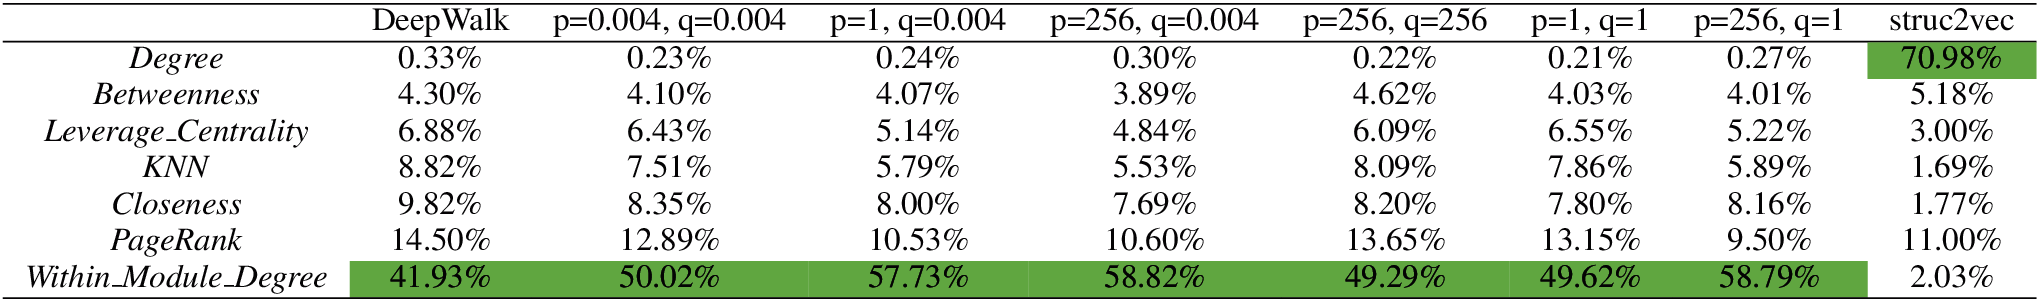 DeepWalk p=0.004, q=0.004 p=1, q=0.004 p=256, q=0.004 p=256, q=256 p=1, q=1 p=256, q=1 struc2vec
Degree 0.33% 0.23% 0.24% 0.30% 0.22% 0.21% 0.27% 70.98%
Betweenness 4.30% 4.10% 4.07% 3.89% 4.62% 4.03% 4.01% 5.18%
Leverage_Centrality 6.88% 6.43% 5.14% 4.84% 6.09% 6.55% 5.22% 3.00%
KNN 8.82% 7.51% 5.79% 5.53% 8.09% 7.86% 5.89% 1.69%
Closeness 9.82% 8.35% 8.00% 7.69% 8.20% 7.80% 8.16% 1.77%
PageRank 14.50% 12.89% 10.53% 10.60% 13.65% 13.15% 9.50% 11.00%
Within_Module_Degree 41.93% 50.02% 57.73% 58.82% 49.29% 49.62% 58.79% 2.03%